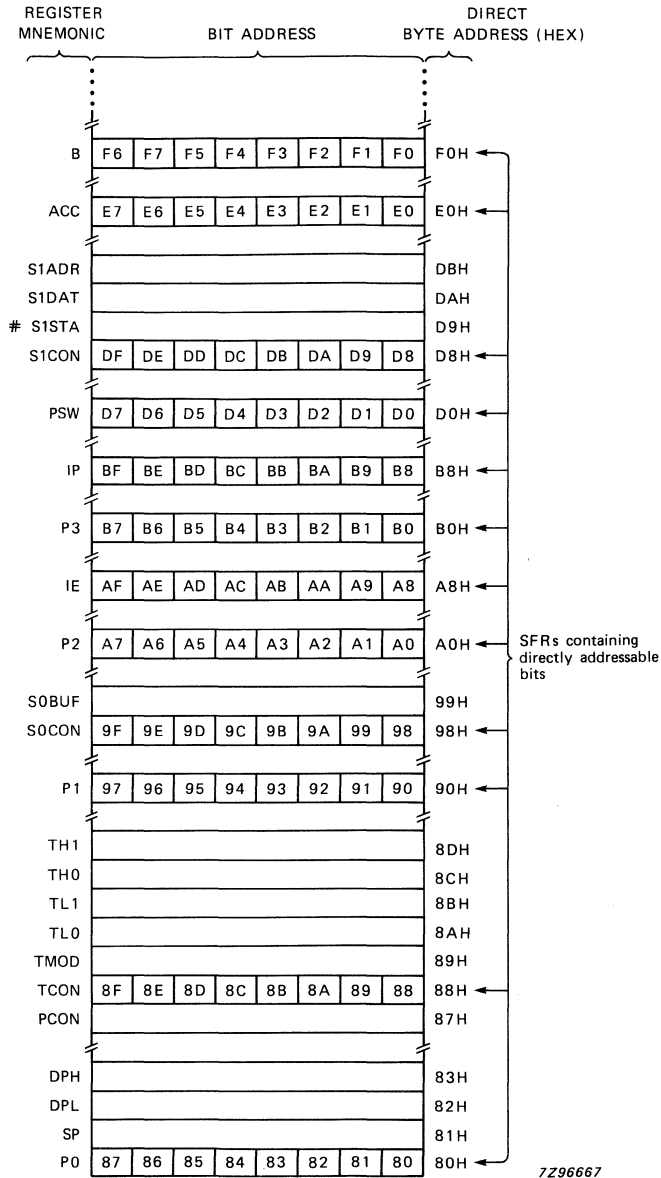 REGISTER MNEMONIC BIT ADDRESS DIRECT BYTE ADDRESS (HEX)
B F6 F7 F5 F4 F3 F2 F1 F0 F0H
ACC E7 E6 E5 E4 E3 E2 E1 E0 E0H
S1ADR DBH
S1DAT DAH
# S1STA D9H
S1CON DF DE DD DC DB DA D9 D8 D8H
PSW D7 D6 D5 D4 D3 D2 D1 D0 D0H
IP BF BE BD BC BB BA B9 B8 B8H
P3 B7 B6 B5 B4 B3 B2 B1 B0 B0H
IE AF AE AD AC AB AA A9 A8 A8H
P2 A7 A6 A5 A4 A3 A2 A1 A0 A0H
SFRs containing
directly addressable
bits
S0BUF 99H
S0CON 9F 9E 9D 9C 9B 9A 99 98 98H
P1 97 96 95 94 93 92 91 90 90H
TH1 8DH
TH0 8CH
TL1 8BH
TL0 8AH
TMOD 89H
TCON 8F 8E 8D 8C 8B 8A 89 88 88H
PCON 87H
DPH 83H
DPL 82H
SP 81H
P0 87 86 85 84 83 82 81 80 80H
7Z96667